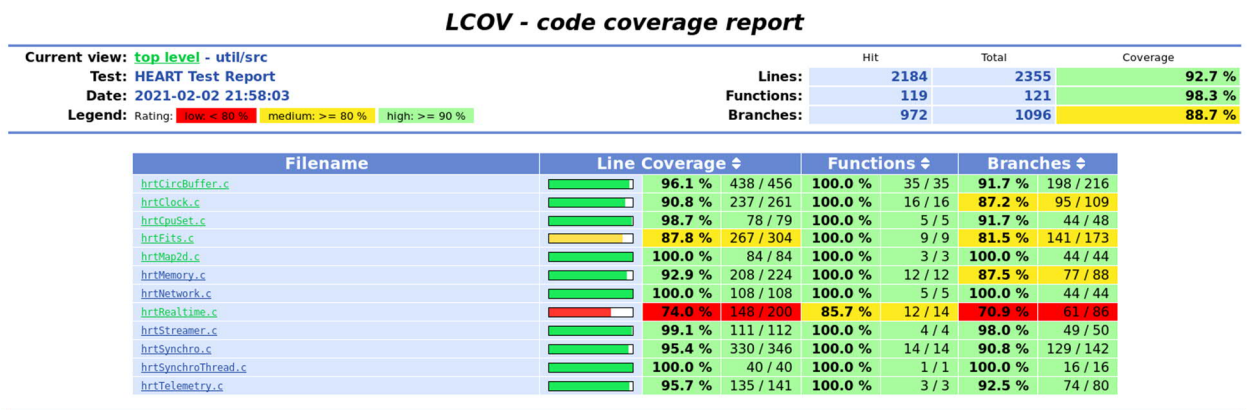 LCOV - code coverage report
Current view: top level - util/src Hit Total Coverage
Test: HEART Test Report Lines: 2184 2355 92.7 %
Date: 2021-02-02 21:58:03 Functions: 119 121 98.3 %
Legend: Rating: low: < 80 % medium: >= 80 % high: >= 90 % Branches: 972 1096 88.7 %
Filename Line Coverage Functions Branches
hrtCircBuffer.c 96.1 % 438 / 456 100.0 % 35 / 35 91.7 % 198 / 216
hrtClock.c 90.8 % 237 / 261 100.0 % 16 / 16 87.2 % 95 / 109
hrtCpuSet.c 98.7 % 78 / 79 100.0 % 5 / 5 91.7 % 44 / 48
hrtFits.c 87.8 % 267 / 304 100.0 % 9 / 9 81.5 % 141 / 173
hrtMap2d.c 100.0 % 84 / 84 100.0 % 3 / 3 100.0 % 44 / 44
hrtMemory.c 92.9 % 208 / 224 100.0 % 12 / 12 87.5 % 77 / 88
hrtNetwork.c 100.0 % 108 / 108 100.0 % 5 / 5 100.0 % 44 / 44
hrtRealtime.c 74.0 % 148 / 200 85.7 % 12 / 14 70.9 % 61 / 86
hrtStreamer.c 99.1 % 111 / 112 100.0 % 4 / 4 98.0 % 49 / 50
hrtSynchro.c 95.4 % 330 / 346 100.0 % 14 / 14 90.8 % 129 / 142
hrtSynchroThread.c 100.0 % 40 / 40 100.0 % 1 / 1 100.0 % 16 / 16
hrtTelemetry.c 95.7 % 135 / 141 100.0 % 3 / 3 92.5 % 74 / 80